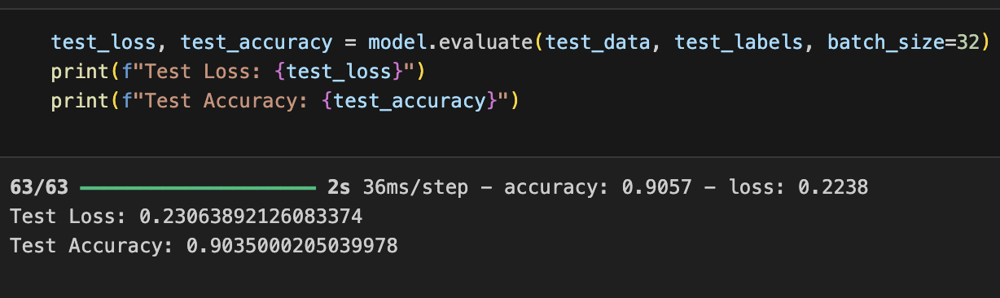 test_loss, test_accuracy = model.evaluate(test_data, test_labels, batch_size=32)
print(f"Test Loss: {test_loss}")
print(f"Test Accuracy: {test_accuracy}")
63/63 2s 36ms/step - accuracy: 0.9057 - loss: 0.2238
Test Loss: 0.23063892126083374
Test Accuracy: 0.9035000205039978